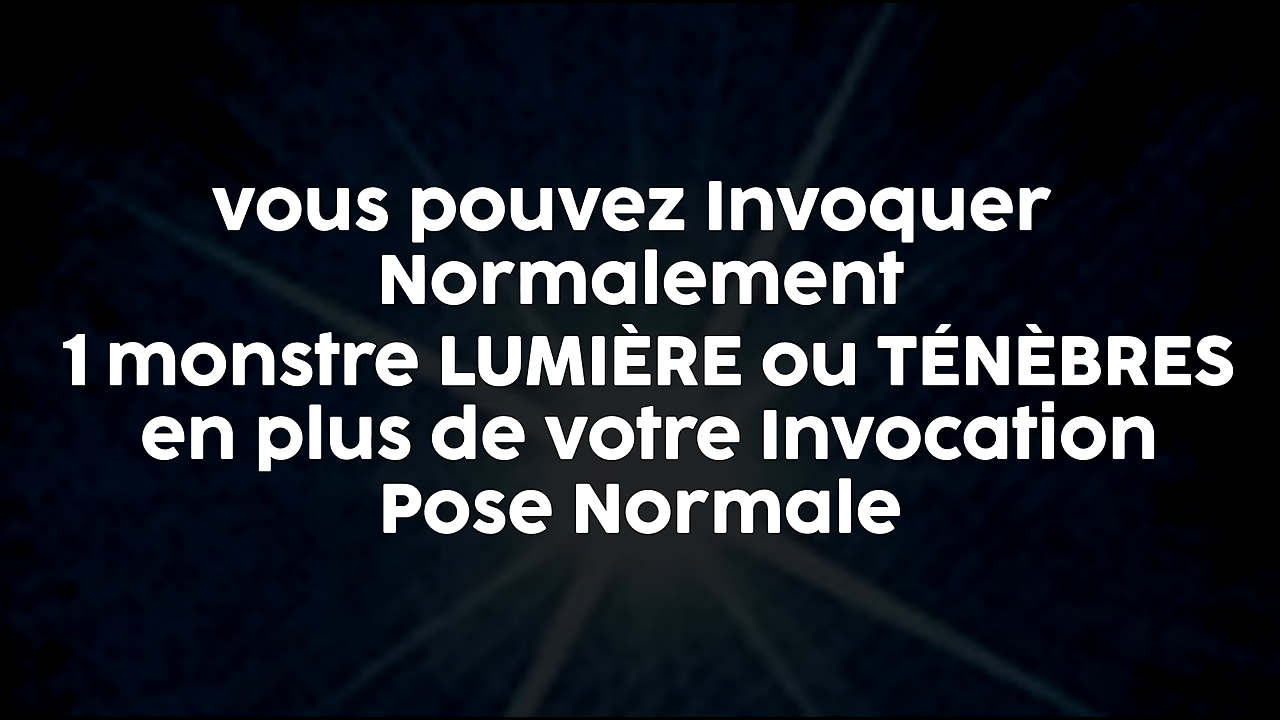 vous pouvez Invoquer
Normalement
1 monstre LUMIÈRE ou TÉNÈBRES
en plus de votre Invocation
Pose Normale